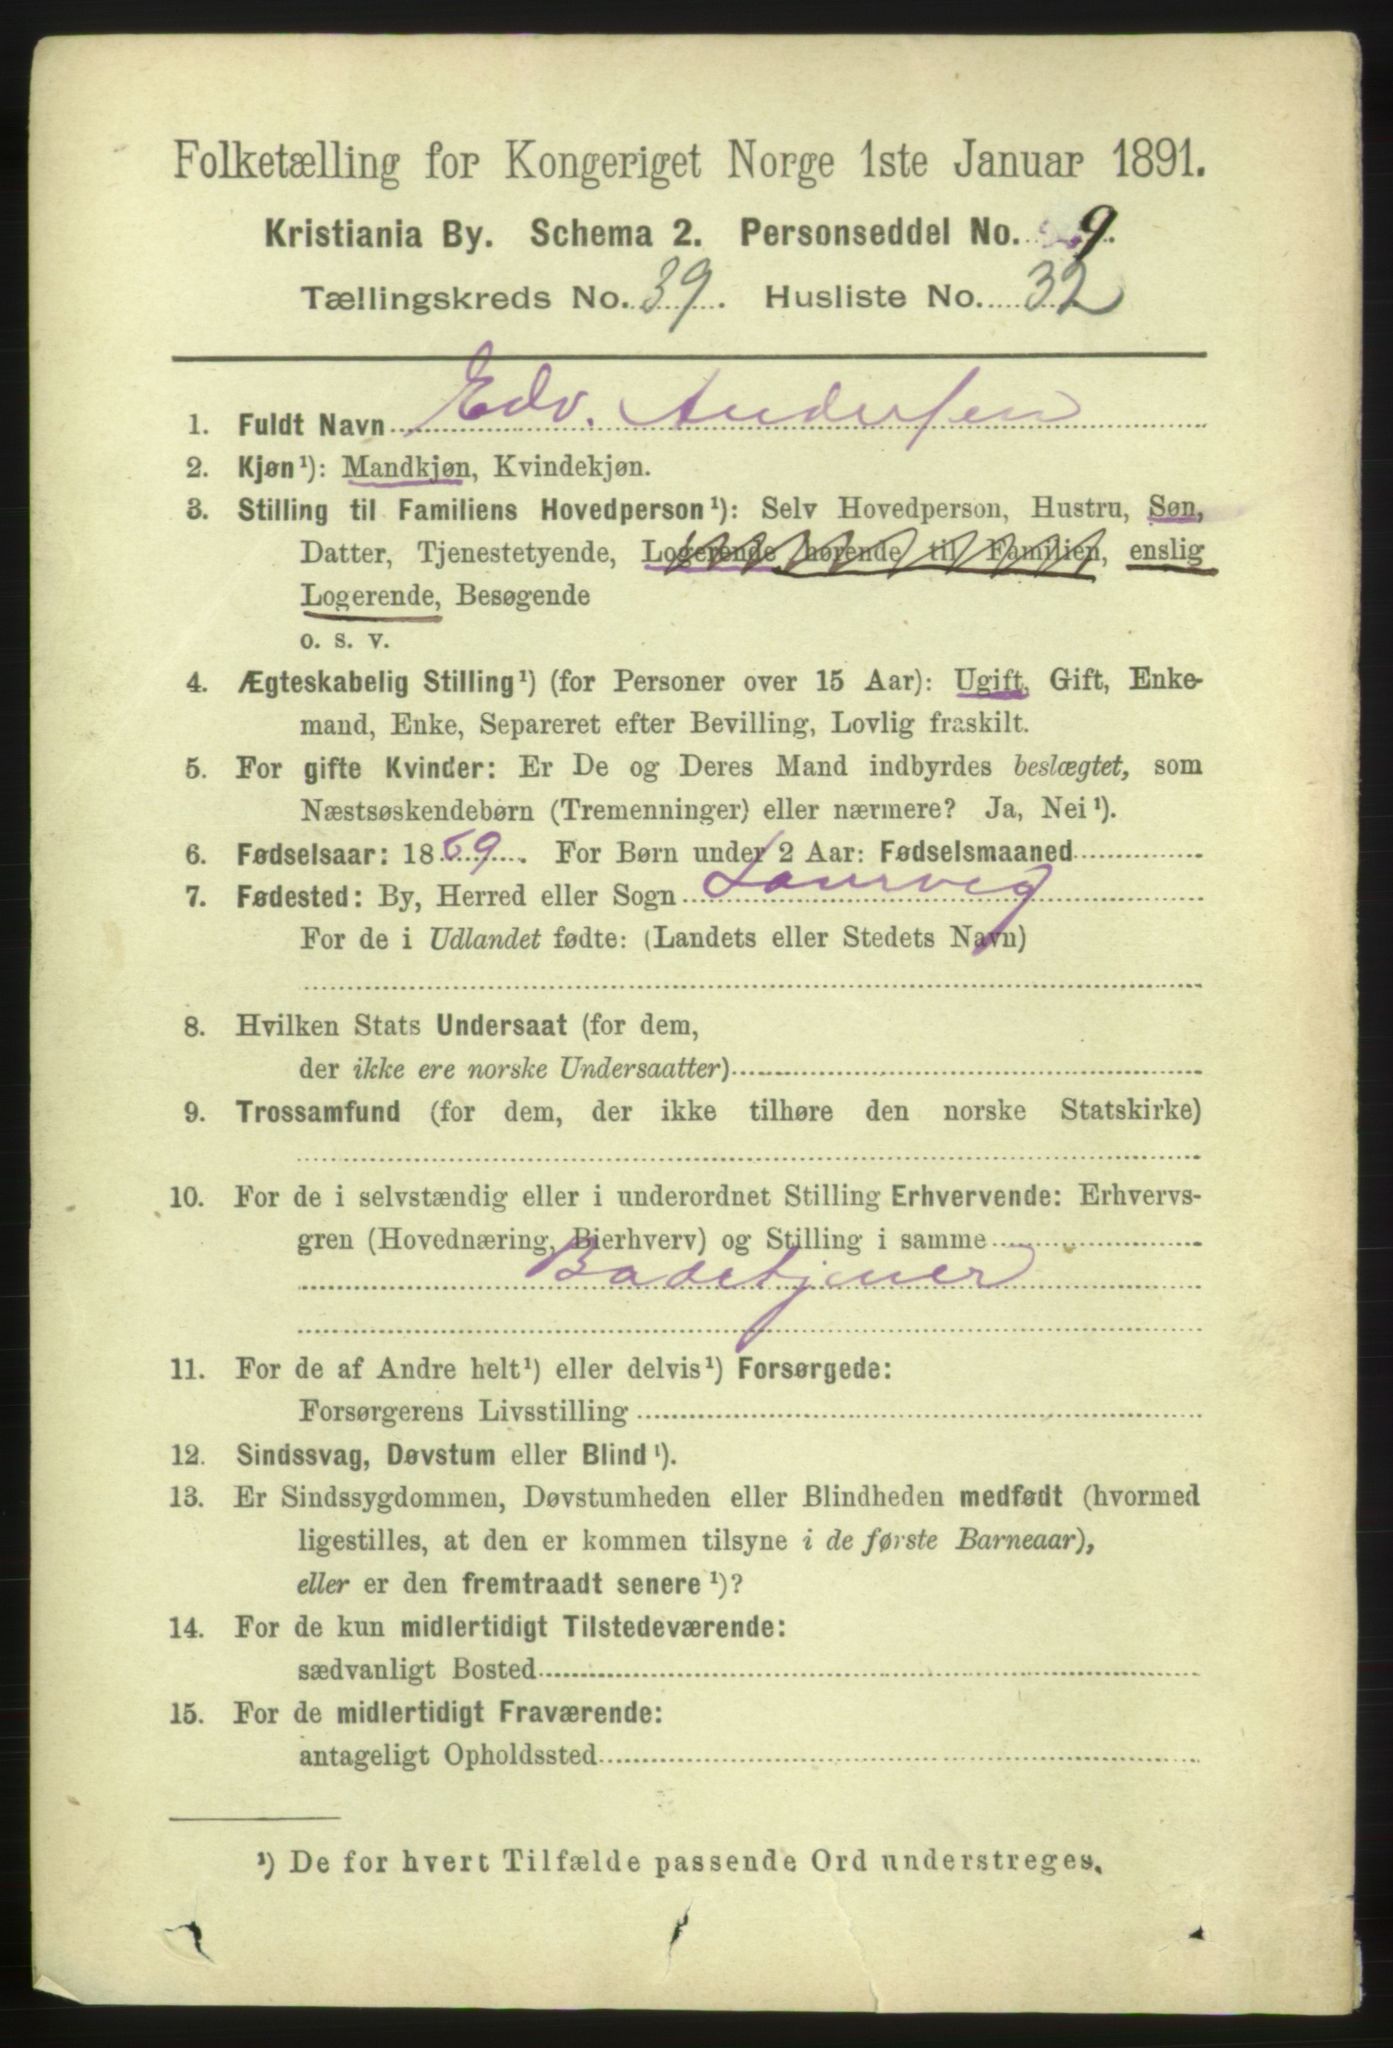 Folketælling for Kongeriget Norge 1ste Januar 1891.
Kristiania By. Schema 2. Personseddel No. 9.
Tællingskreds No. 39. Husliste No. 32
1. Fuldt Navn Edv. Andersen
2. Kjøn¹): Mandkjøn, Kvindekjøn.
3. Stilling til Familiens Hovedperson¹): Selv Hovedperson, Hustru, Søn,
Datter, Tjenestetyende, Logerende hørende til Familien, enslig
Logerende, Besøgende
o. s. v.
4. Ægteskabelig Stilling¹) (for Personer over 15 Aar): Ugift, Gift, Enke-
mand, Enke, Separeret efter Bevilling, Lovlig fraskilt.
5. For gifte Kvinder: Er De og Deres Mand indbyrdes beslægtet, som
Næstsøskendebørn (Tremenninger) eller nærmere? Ja, Nei¹).
6. Fødselsaar: 1869. For Børn under 2 Aar: Fødselsmaaned
7. Fødested: By, Herred eller Sogn Laurvig
For de i Udlandet fødte: (Landets eller Stedets Navn)
8. Hvilken Stats Undersaat (for dem,
der ikke ere norske Undersaatter)
9. Trossamfund (for dem, der ikke tilhøre den norske Statskirke)
10. For de i selvstændig eller i underordnet Stilling Erhvervende: Erhvervs-
gren (Hovednæring, Bierhverv) og Stilling i samme
Badetjener
11. For de af Andre helt¹) eller delvis¹) Forsørgede:
Forsørgerens Livsstilling
12. Sindssvag, Døvstum eller Blind¹).
13. Er Sindssygdommen, Døvstumheden eller Blindheden medfødt (hvormed
ligestilles, at den er kommen tilsyne i de første Barneaar),
eller er den fremtraadt senere¹)?
14. For de kun midlertidigt Tilstedeværende:
sædvanligt Bosted
15. For de midlertidigt Fraværende:
antageligt Opholdssted
¹) De for hvert Tilfælde passende Ord understreges.